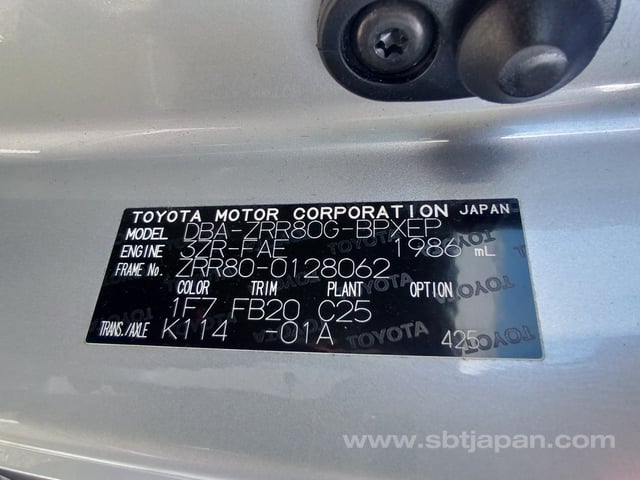 TOYOTA MOTOR CORPORATION JAPAN
MODEL DBA-ZRR80G-BPXEP
ENGINE 3ZR-FAE 1986 mL
FRAME No. ZRR80-0128062
COLOR TRIM PLANT OPTION
1F7 FB20 C25
TRANS./AXLE K114 -01A 425
TOYOTA
www.sbtjapan.com